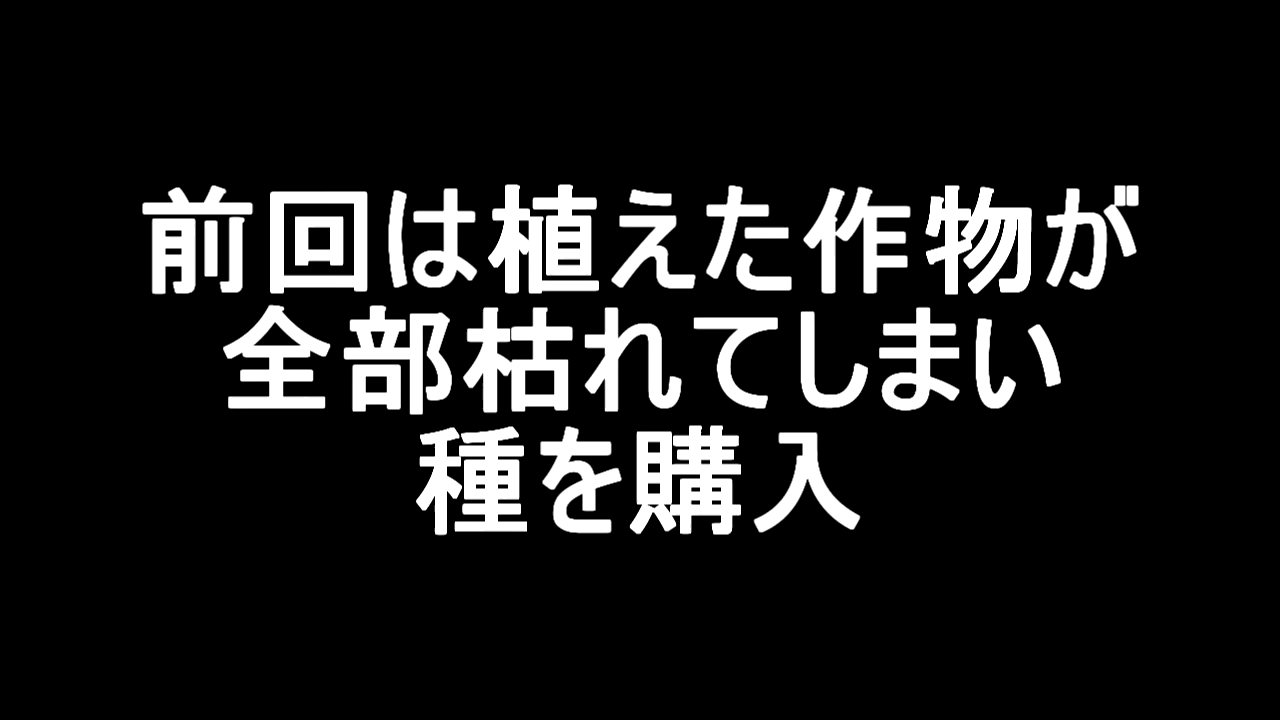 前回は植えた作物が
全部枯れてしまい
種を購入